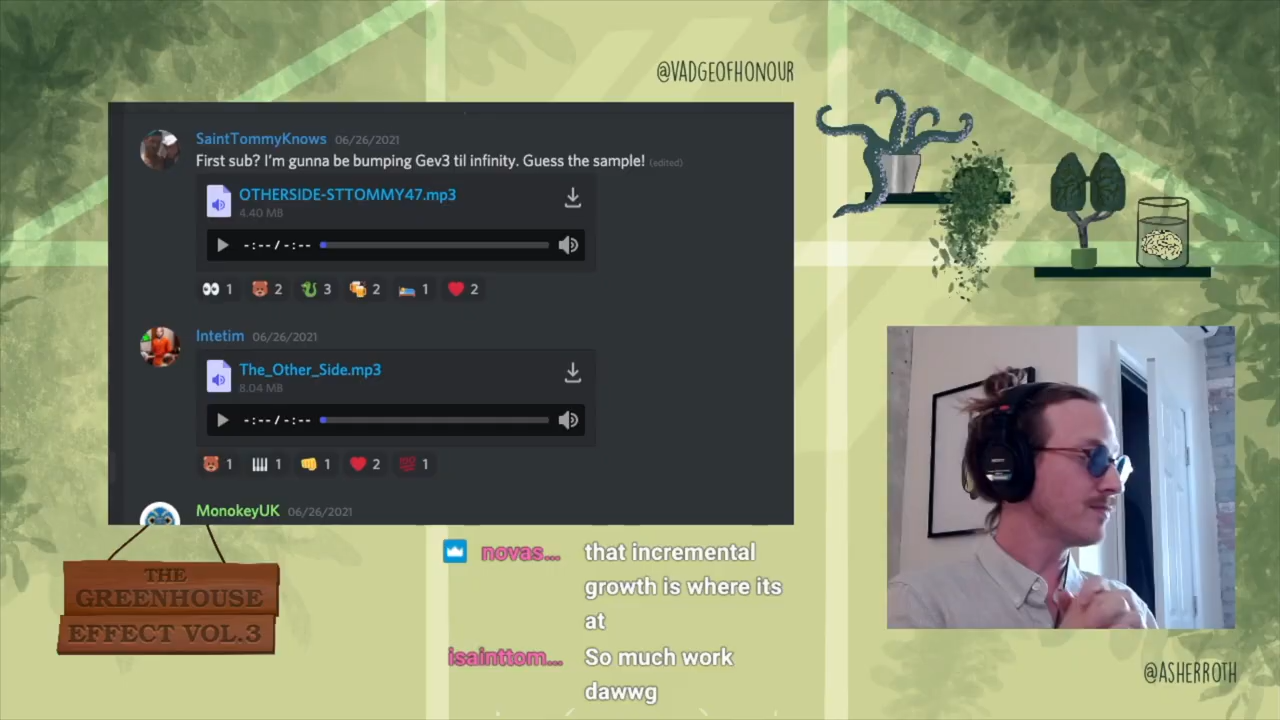 @VADGEOFHONOUR
SaintTommyKnows 06/26/2021
First sub? I'm gunna be bumping Gev3 til infinity. Guess the sample! (edited)
OTHERSIDE-STTOMMY47.mp3
4.40 MB
-:--/-:--
1 2 3 2 1 2
Intetim 06/26/2021
The_Other_Side.mp3
8.04 MB
-:--/-:--
1 1 1 2 100 1
MonokeyUK 06/26/2021
THE
GREENHOUSE
EFFECT VOL.3
novas... that incremental
growth is where its
at
isainttom... So much work
dawwg
@ASHERROTH